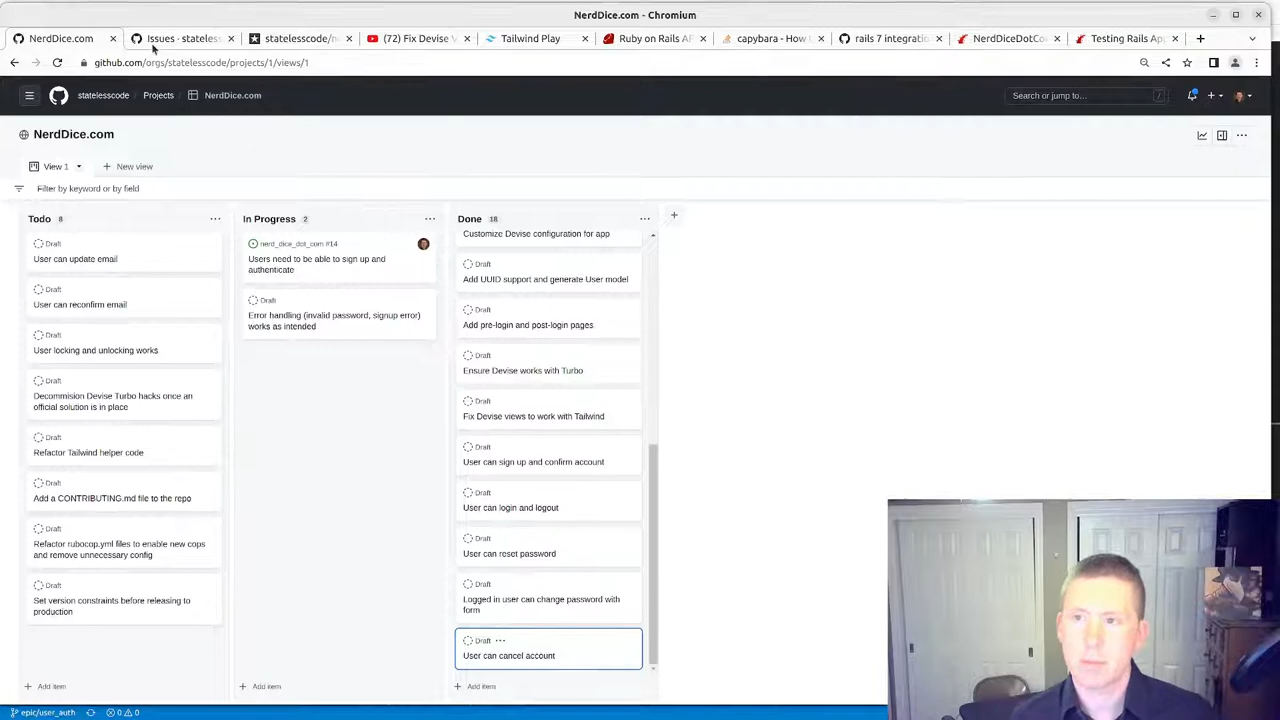 NerdDice.com - Chromium
NerdDice.com
Issues · stateless
statelesscode/n
(72) Fix Devise V
Tailwind Play
Ruby on Rails AF
capybara - How t
rails 7 integratio
NerdDiceDotCo
Testing Rails Ap
github.com/orgs/statelesscode/projects/1/views/1
statelesscode
Projects
NerdDice.com
Search or jump to...
/
NerdDice.com
View 1
New view
Filter by keyword or by field
Todo 8
Draft
User can update email
Draft
User can reconfirm email
Draft
User locking and unlocking works
Draft
Decommision Devise Turbo hacks once an
official solution is in place
Draft
Refactor Tailwind helper code
Draft
Add a CONTRIBUTING.md file to the repo
Draft
Refactor rubocop.yml files to enable new cops
and remove unnecessary config
Draft
Set version constraints before releasing to
production
Add item
In Progress 2
nerd_dice_dot_com #14
Users need to be able to sign up and
authenticate
Draft
Error handling (invalid password, signup error)
works as intended
Add item
Done 18
Customize Devise configuration for app
Draft
Add UUID support and generate User model
Draft
Add pre-login and post-login pages
Draft
Ensure Devise works with Turbo
Draft
Fix Devise views to work with Tailwind
Draft
User can sign up and confirm account
Draft
User can login and logout
Draft
User can reset password
Draft
Logged in user can change password with
form
Draft
User can cancel account
Add item
epic/user_auth
0 0